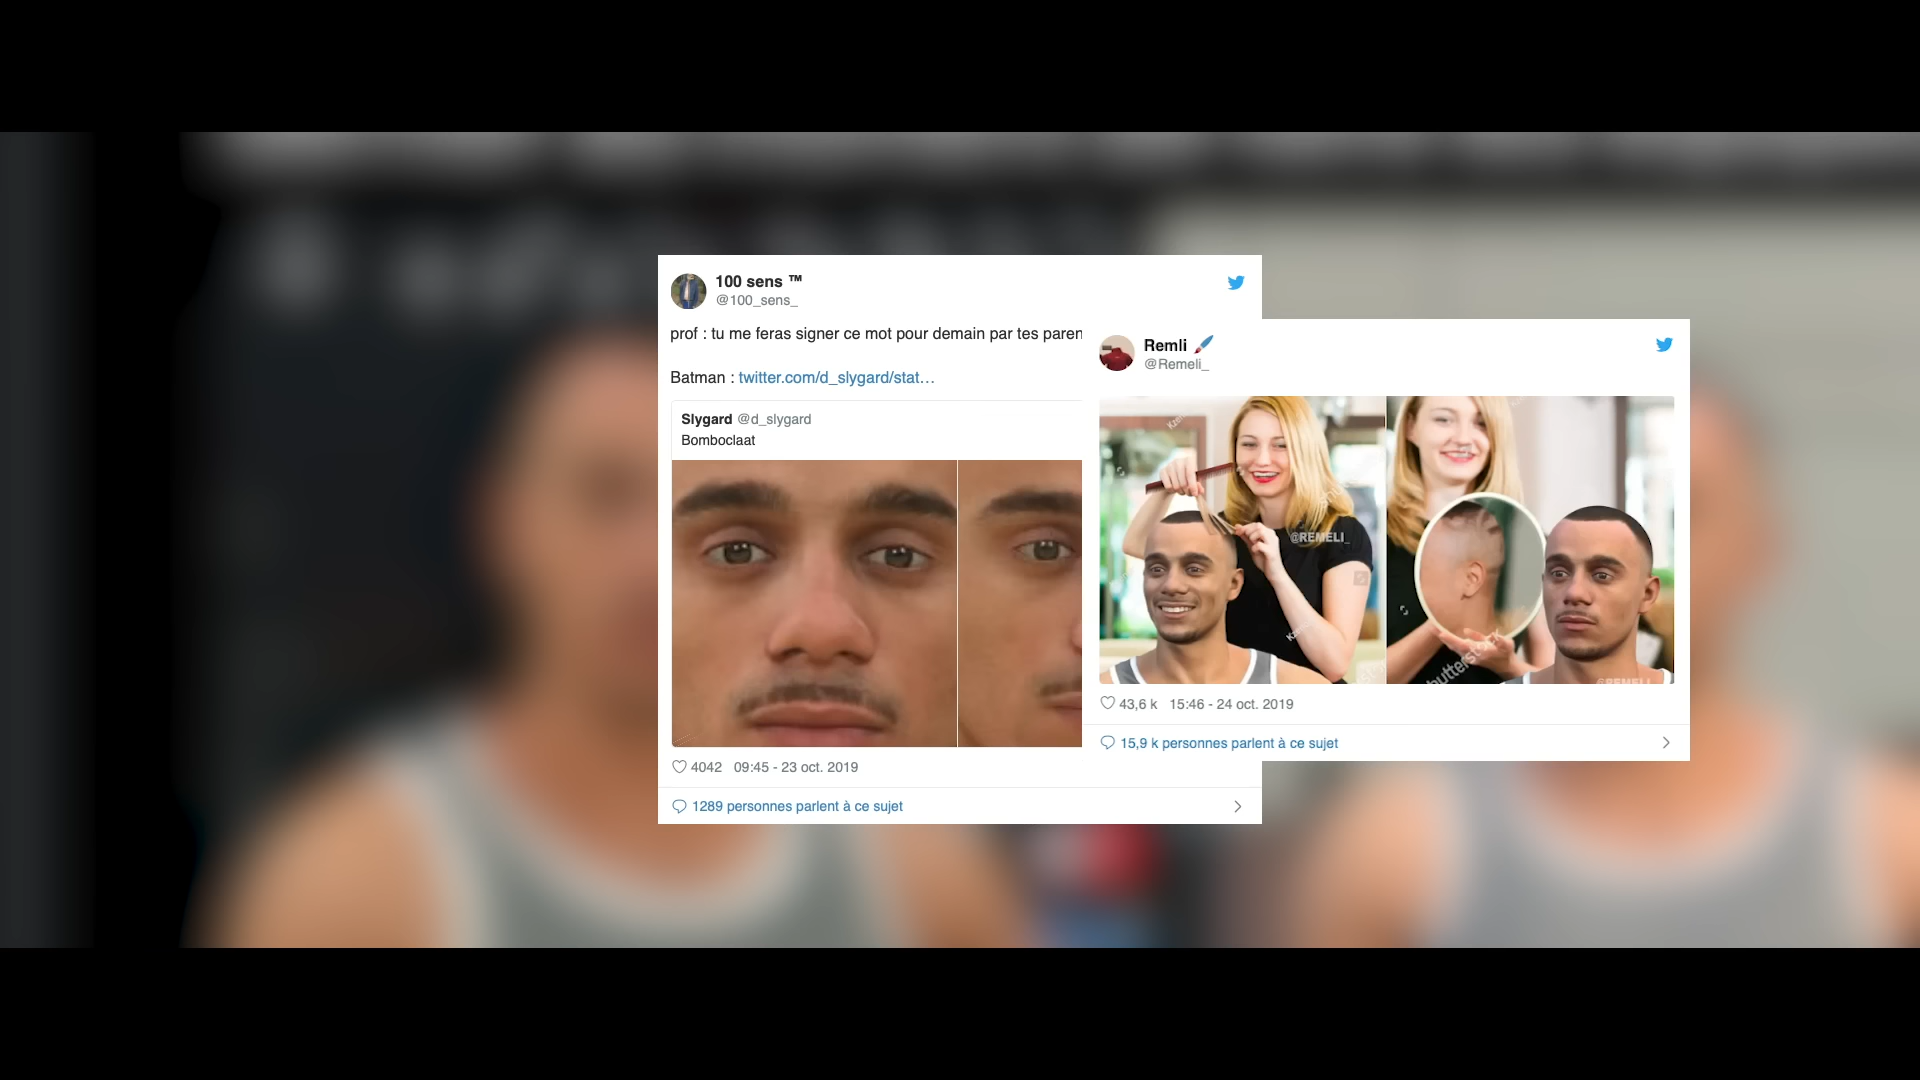 100 sens ™
@100_sens_
prof : tu me feras signer ce mot pour demain par tes paren
Batman : twitter.com/d_slygard/stat…
Slygard @d_slygard
Bomboclaat
4042 09:45 - 23 oct. 2019
1289 personnes parlent à ce sujet
Remli
@Remeli_
@REMELI_
@REMELI_
43,6 k 15:46 - 24 oct. 2019
15,9 k personnes parlent à ce sujet